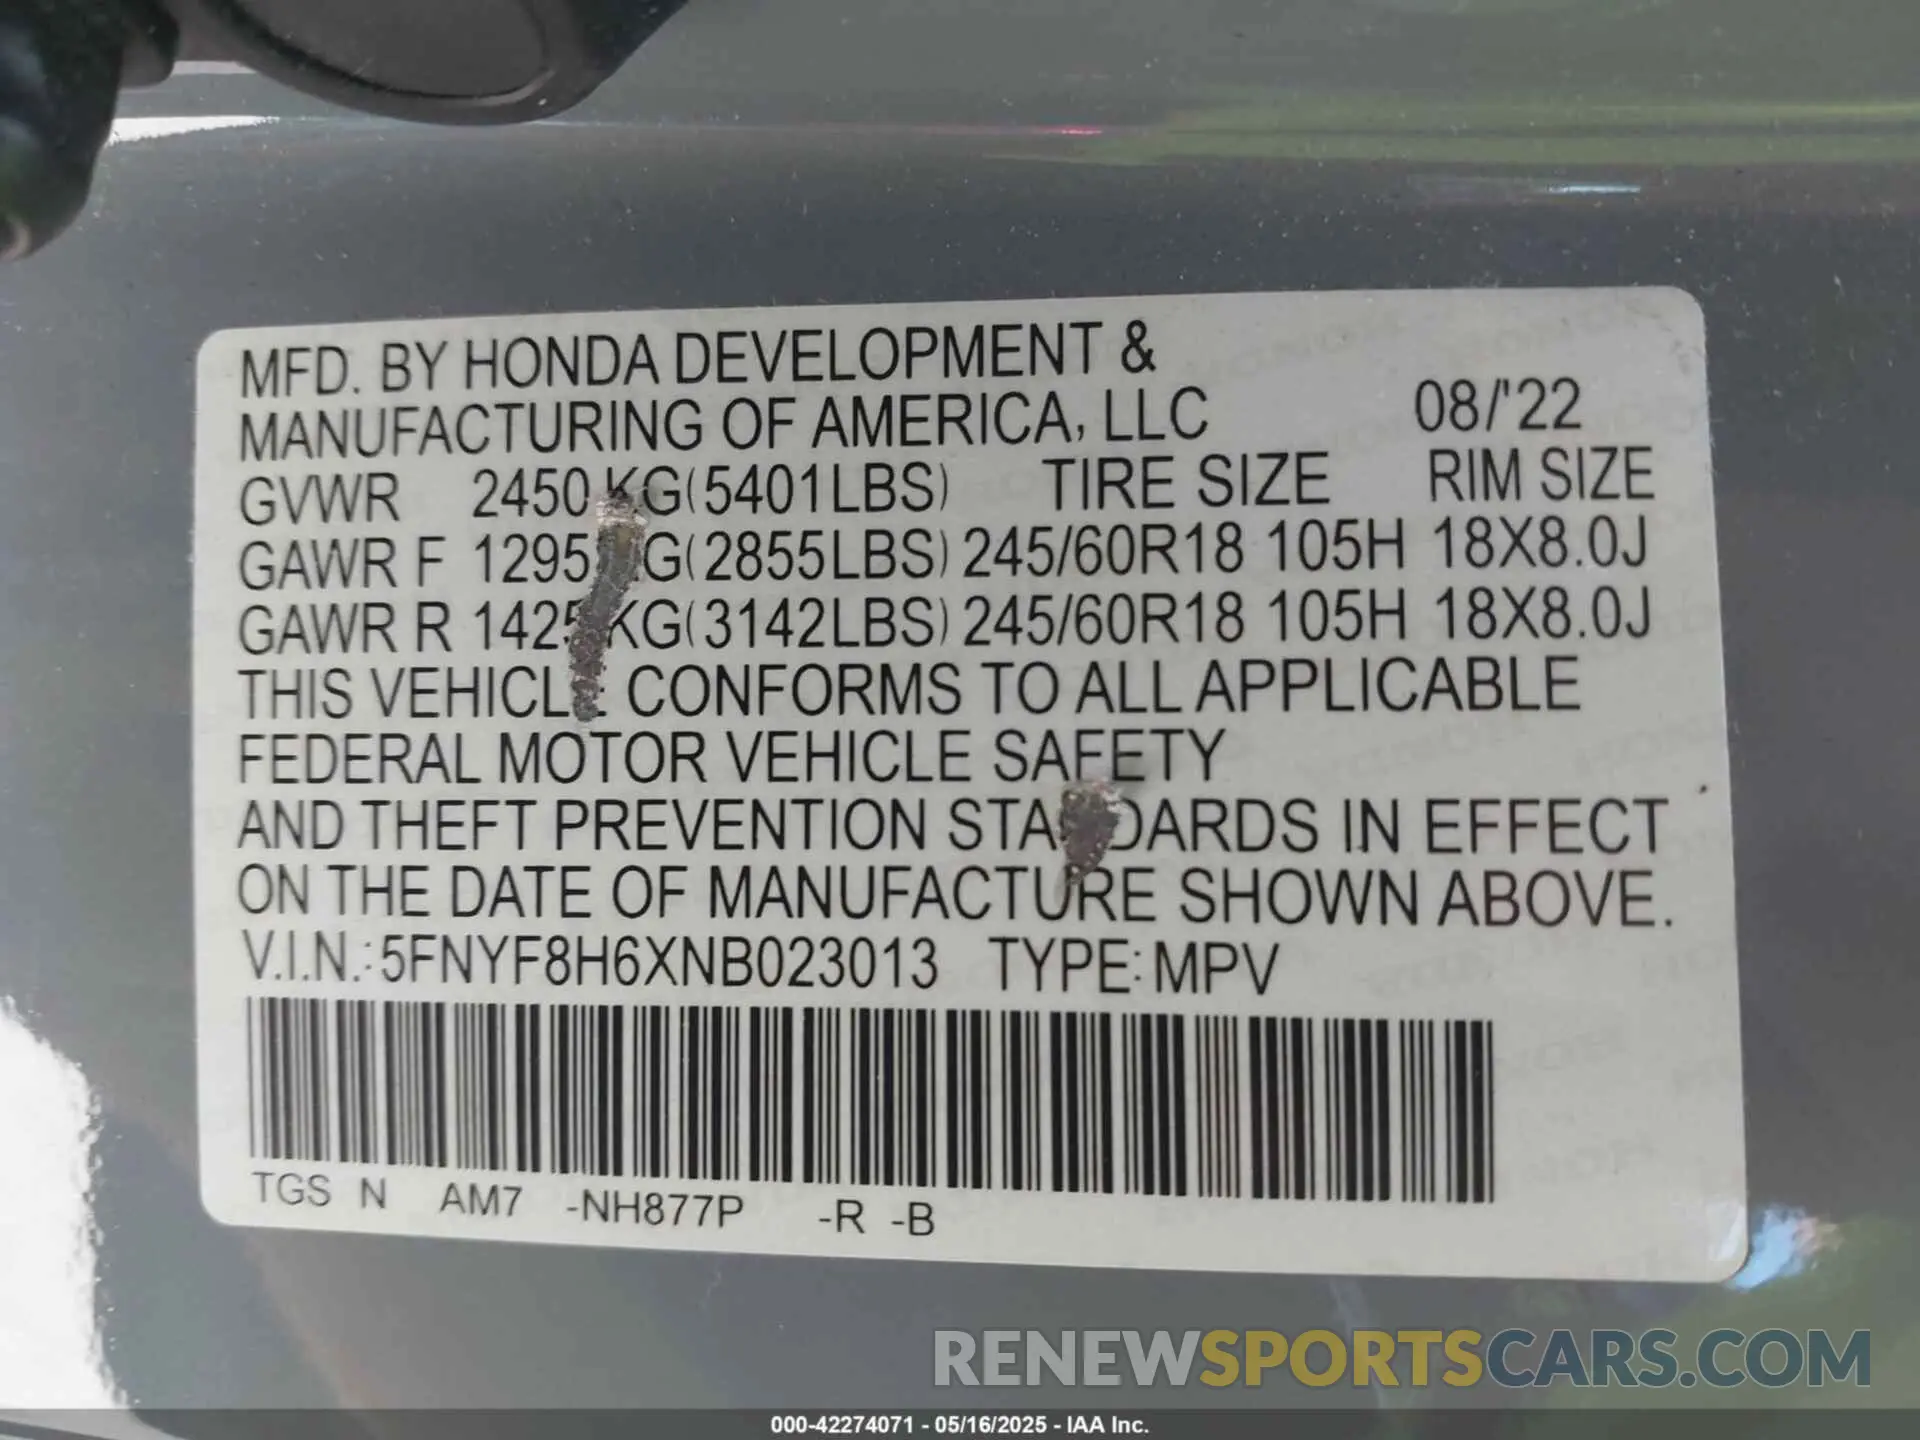 MFD. BY HONDA DEVELOPMENT &
MANUFACTURING OF AMERICA, LLC 08/'22
GVWR 2450 KG(5401LBS) TIRE SIZE RIM SIZE
GAWR F 1295 KG(2855LBS) 245/60R18 105H 18X8.0J
GAWR R 1425 KG(3142LBS) 245/60R18 105H 18X8.0J
THIS VEHICLE CONFORMS TO ALL APPLICABLE
FEDERAL MOTOR VEHICLE SAFETY
AND THEFT PREVENTION STANDARDS IN EFFECT
ON THE DATE OF MANUFACTURE SHOWN ABOVE.
V.I.N.: 5FNYF8H6XNB023013 TYPE: MPV
TGS N AM7 -NH877P -R -B
RENEWSPORTSCARS.COM
000-42274071 - 05/16/2025 - IAA Inc.